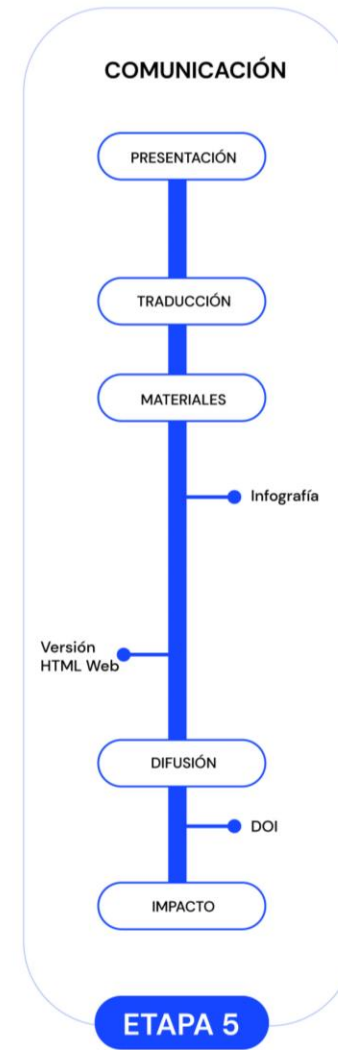 COMUNICACIÓN
PRESENTACIÓN
TRADUCCIÓN
MATERIALES
Infografía
Versión
HTML Web
DIFUSIÓN
DOI
IMPACTO
ETAPA 5